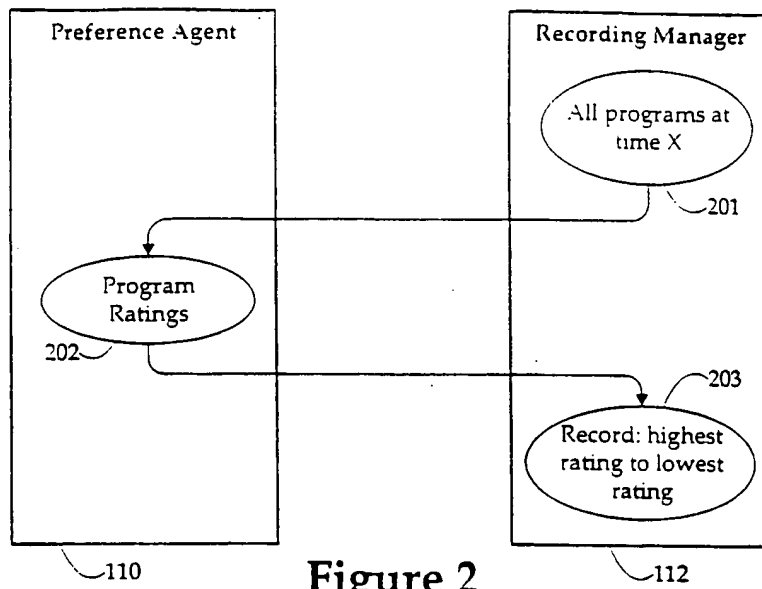 Preference Agent
Recording Manager
All programs at
time X
201
Program
Ratings
202
203
Record: highest
rating to lowest
rating
110
Figure 2
112